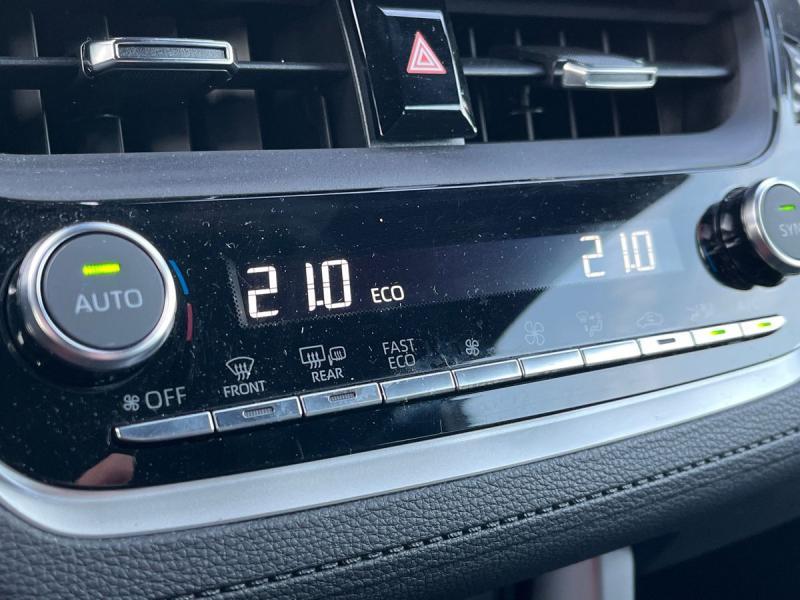 AUTO
21.0 ECO
21.0
SYN
OFF
FRONT
REAR
FAST
ECO